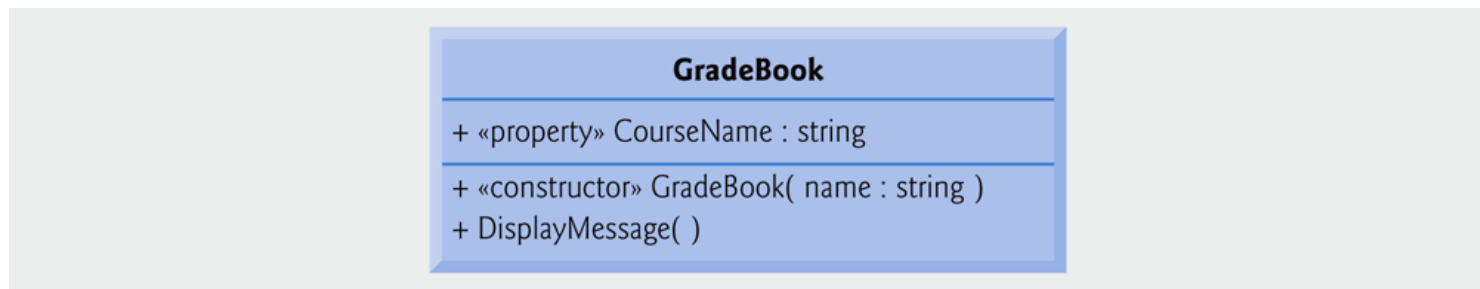 GradeBook
+ «property» CourseName : string
+ «constructor» GradeBook( name : string )
+ DisplayMessage( )